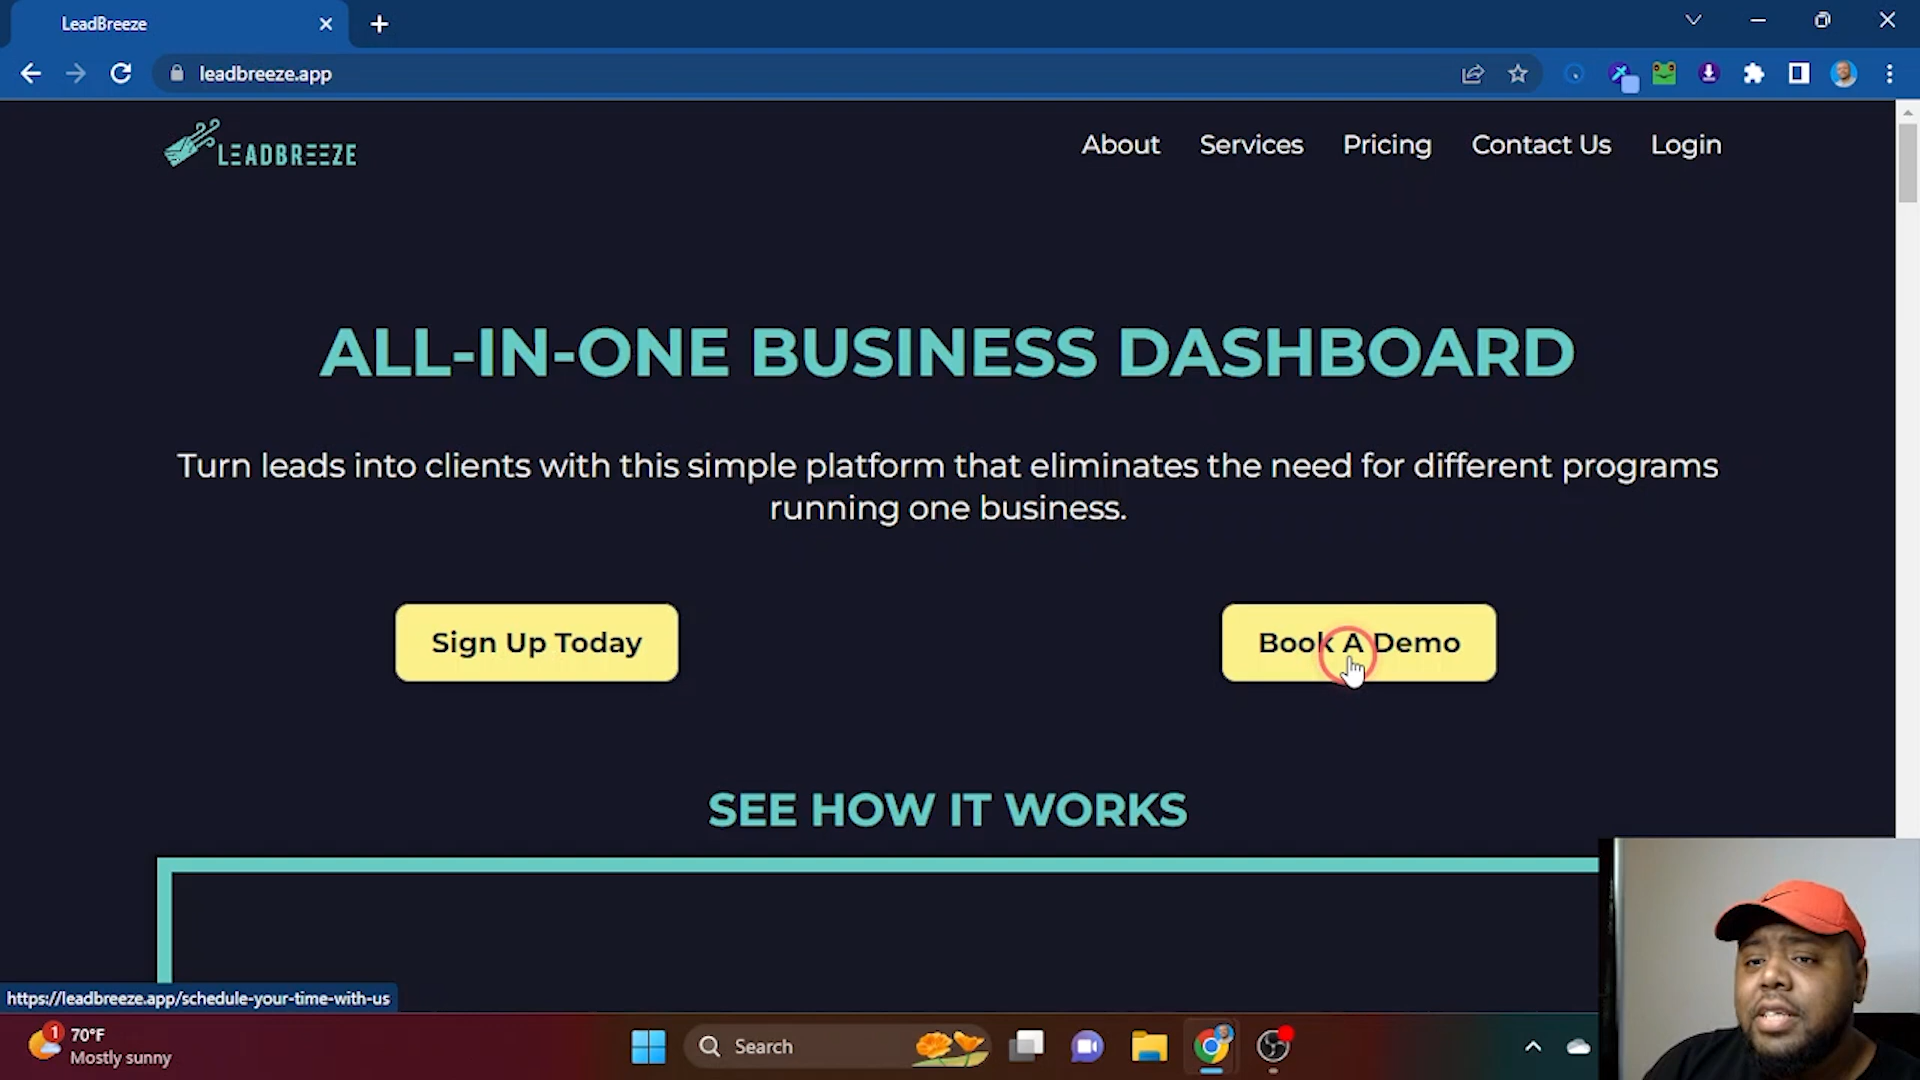 LeadBreeze
leadbreeze.app
LEADBREEZE
About Services Pricing Contact Us Login
ALL-IN-ONE BUSINESS DASHBOARD
Turn leads into clients with this simple platform that eliminates the need for different programs
running one business.
Sign Up Today
Book A Demo
SEE HOW IT WORKS
https://leadbreeze.app/schedule-your-time-with-us
1
70°F
Mostly sunny
Search